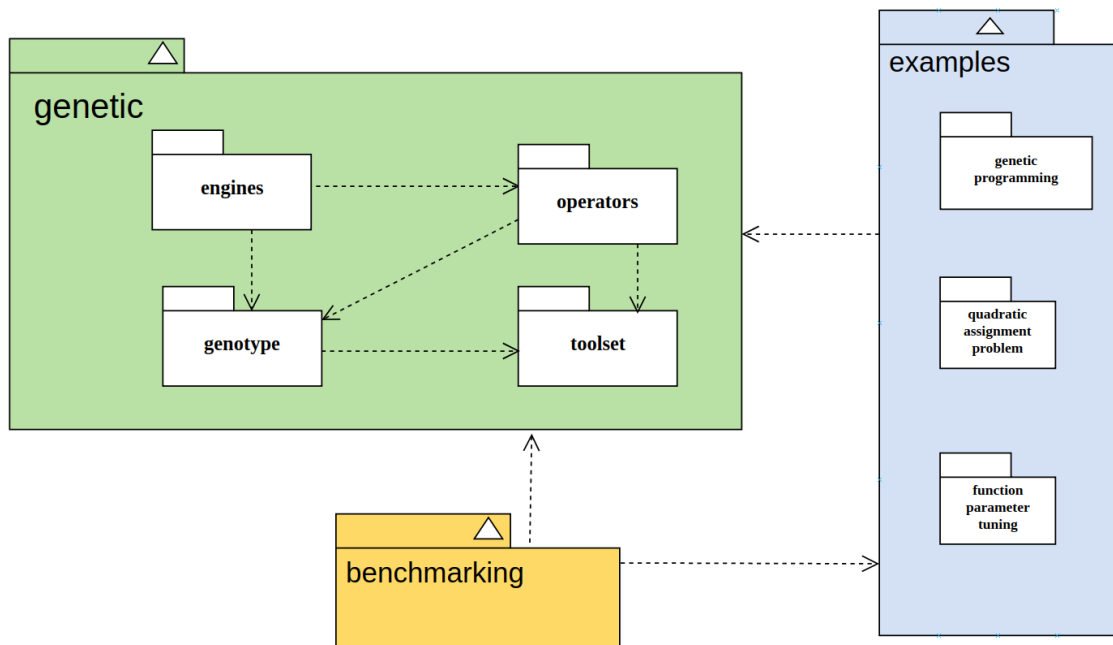 genetic
engines
operators
genotype
toolset
examples
genetic
programming
quadratic
assignment
problem
function
parameter
tuning
benchmarking